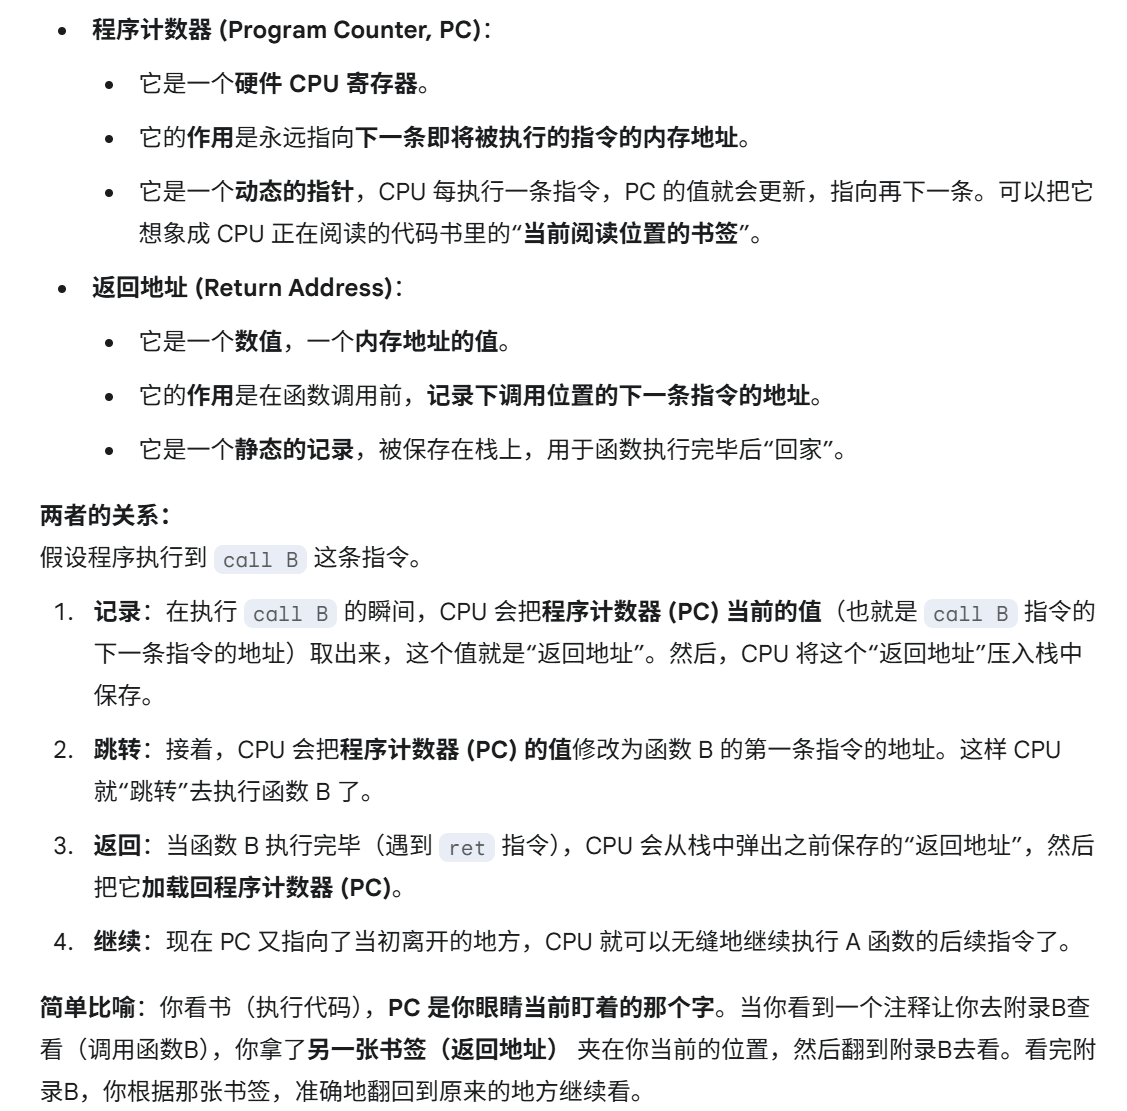 • 程序计数器 (Program Counter, PC)：
• 它是一个硬件 CPU 寄存器。
• 它的作用是永远指向下一条即将被执行的指令的内存地址。
• 它是一个动态的指针，CPU 每执行一条指令，PC 的值就会更新，指向再下一条。可以把它
想象成 CPU 正在阅读的代码书里的“当前阅读位置的书签”。
• 返回地址 (Return Address)：
• 它是一个数值，一个内存地址的值。
• 它的作用是在函数调用前，记录下调用位置的下一条指令的地址。
• 它是一个静态的记录，被保存在栈上，用于函数执行完毕后“回家”。
两者的关系：
假设程序执行到 call B 这条指令。
1. 记录：在执行 call B 的瞬间，CPU 会把程序计数器 (PC) 当前的值（也就是 call B 指令的
下一条指令的地址）取出来，这个值就是“返回地址”。然后，CPU 将这个“返回地址”压入栈中
保存。
2. 跳转：接着，CPU 会把程序计数器 (PC) 的值修改为函数 B 的第一条指令的地址。这样 CPU
就“跳转”去执行函数 B 了。
3. 返回：当函数 B 执行完毕（遇到 ret 指令），CPU 会从栈中弹出之前保存的“返回地址”，然后
把它加载回程序计数器 (PC)。
4. 继续：现在 PC 又指向了当初离开的地方，CPU 就可以无缝地继续执行 A 函数的后续指令了。
简单比喻：你看书（执行代码），PC 是你眼睛当前盯着的那个字。当你看到一个注释让你去附录B查
看（调用函数B），你拿了另一张书签（返回地址） 夹在你当前的位置，然后翻到附录B去看。看完附
录B，你根据那张书签，准确地翻回到原来的地方继续看。